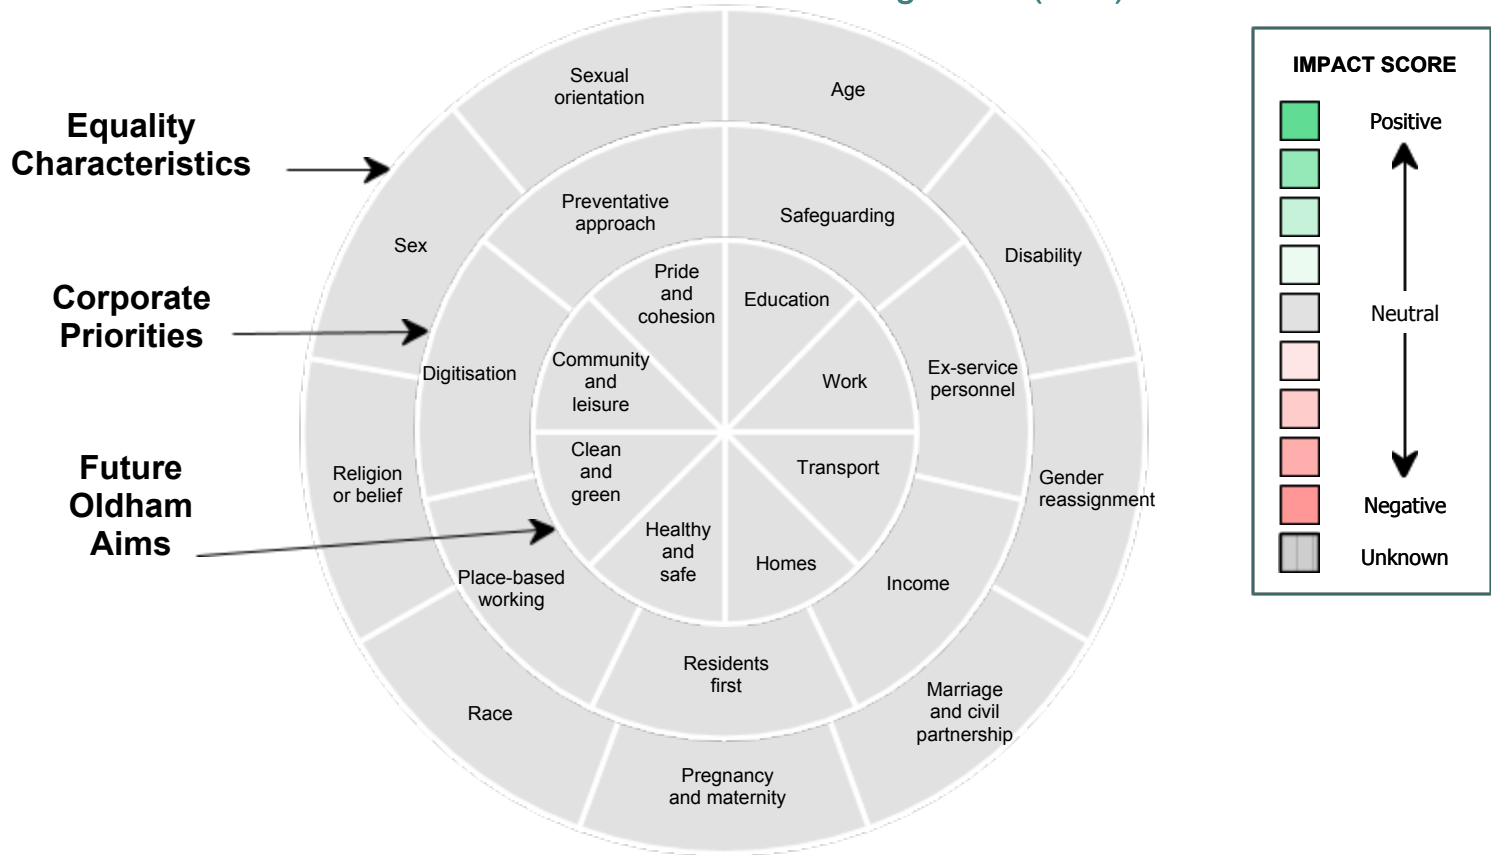 Equality
Characteristics
Corporate
Priorities
Future
Oldham
Aims
Sexual
orientation
Age
Disability
Gender
reassignment
Marriage
and civil
partnership
Pregnancy
and maternity
Race
Religion
or belief
Sex
Preventative
approach
Safeguarding
Ex-service
personnel
Income
Residents
first
Place-based
working
Digitisation
Pride
and
cohesion
Education
Work
Transport
Homes
Healthy
and
safe
Clean
and
green
Community
and
leisure
IMPACT SCORE
Positive
Neutral
Negative
Unknown